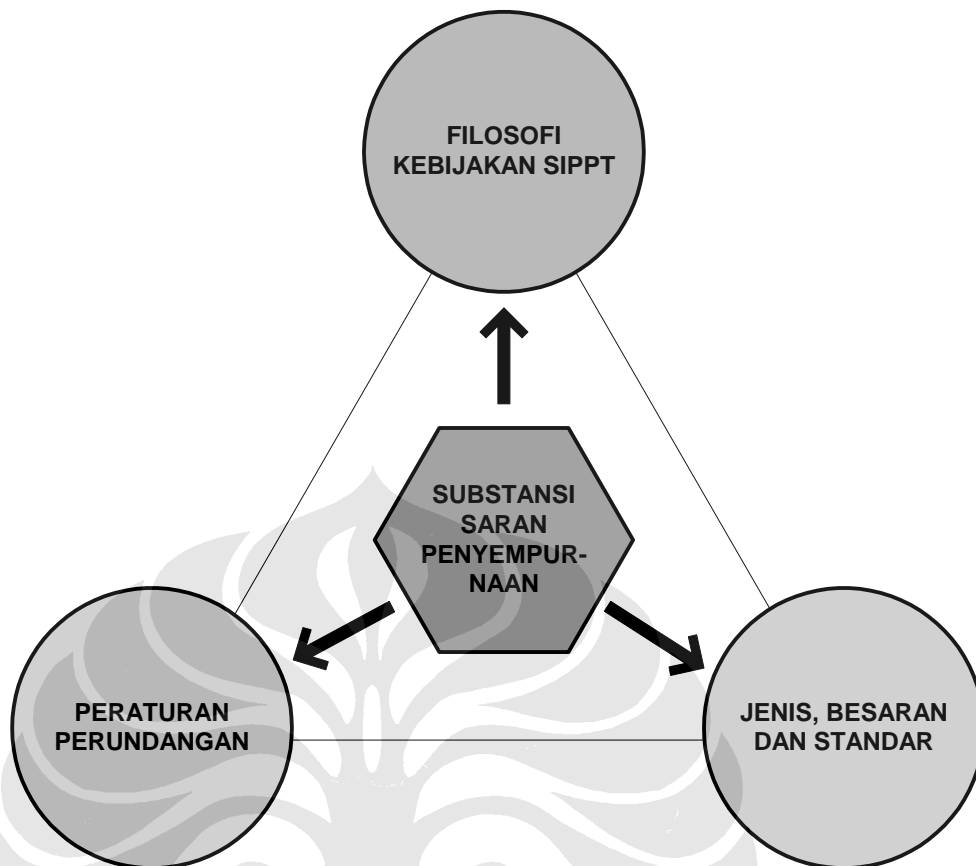 FILOSOFI
KEBIJAKAN SIPPT
SUBSTANSI
SARAN
PENYEMPUR-
NAAN
PERATURAN
PERUNDANGAN
JENIS, BESARAN
DAN STANDAR